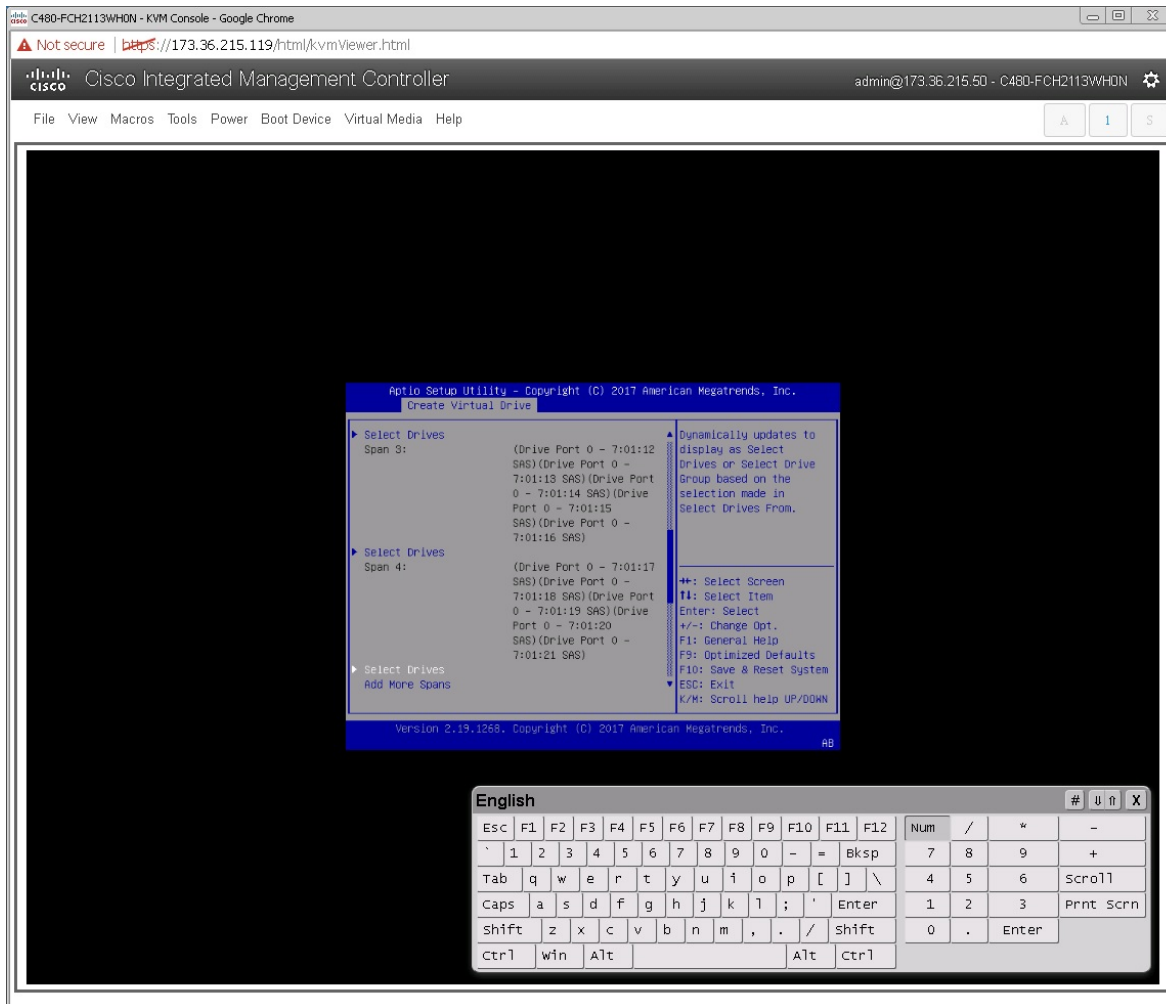 C480-FCH2113WH0N - KVM Console - Google Chrome
Not secure | https://173.36.215.119/html/kvmViewer.html
cisco Cisco Integrated Management Controller admin@173.36.215.50 - C480-FCH2113WH0N
File View Macros Tools Power Boot Device Virtual Media Help A 1 S
Aptio Setup Utility – Copyright (C) 2017 American Megatrends, Inc.
Create Virtual Drive
Select Drives
Span 3: (Drive Port 0 – 7:01:12
SAS)(Drive Port 0 –
7:01:13 SAS)(Drive Port
0 – 7:01:14 SAS)(Drive
Port 0 – 7:01:15
SAS)(Drive Port 0 –
7:01:16 SAS)
Select Drives
Span 4: (Drive Port 0 – 7:01:17
SAS)(Drive Port 0 –
7:01:18 SAS)(Drive Port
0 – 7:01:19 SAS)(Drive
Port 0 – 7:01:20
SAS)(Drive Port 0 –
7:01:21 SAS)
Select Drives
Add More Spans
Dynamically updates to
display as Select
Drives or Select Drive
Group based on the
selection made in
Select Drives From.
→←: Select Screen
↑↓: Select Item
Enter: Select
+/–: Change Opt.
F1: General Help
F9: Optimized Defaults
F10: Save & Reset System
ESC: Exit
K/M: Scroll help UP/DOWN
Version 2.19.1268. Copyright (C) 2017 American Megatrends, Inc.
AB
English # ⇓⇑ X
Esc F1 F2 F3 F4 F5 F6 F7 F8 F9 F10 F11 F12 Num / * -
` 1 2 3 4 5 6 7 8 9 0 - = Bksp 7 8 9 +
Tab q w e r t y u i o p [ ] \ 4 5 6 Scroll
Caps a s d f g h j k l ; ' Enter 1 2 3 Prnt Scrn
Shift z x c v b n m , . / Shift 0 . Enter
Ctrl Win Alt Alt Ctrl